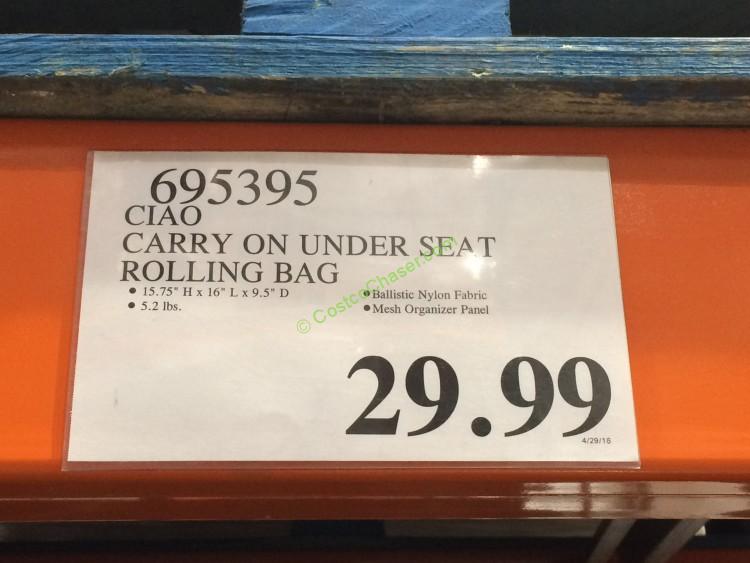 695395
CIAO
CARRY ON UNDER SEAT
ROLLING BAG
• 15.75" H x 16" L x 9.5" D
• 5.2 lbs.
• Ballistic Nylon Fabric
• Mesh Organizer Panel
© CostcoChaser.com
29.99
4/29/16